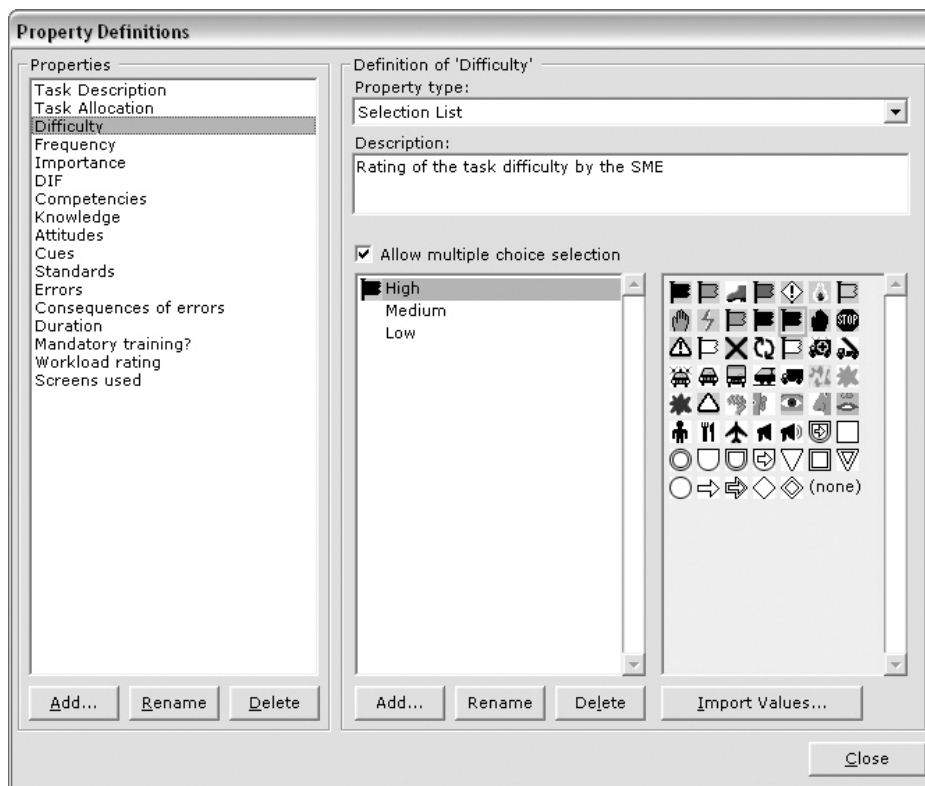 Property Definitions
Properties
Task Description
Task Allocation
Difficulty
Frequency
Importance
DIF
Competencies
Knowledge
Attitudes
Cues
Standards
Errors
Consequences of errors
Duration
Mandatory training?
Workload rating
Screens used
Add...
Rename
Delete
Definition of 'Difficulty'
Property type:
Selection List
Description:
Rating of the task difficulty by the SME
Allow multiple choice selection
High
Medium
Low
STOP
(none)
Add...
Rename
Delete
Import Values...
Close